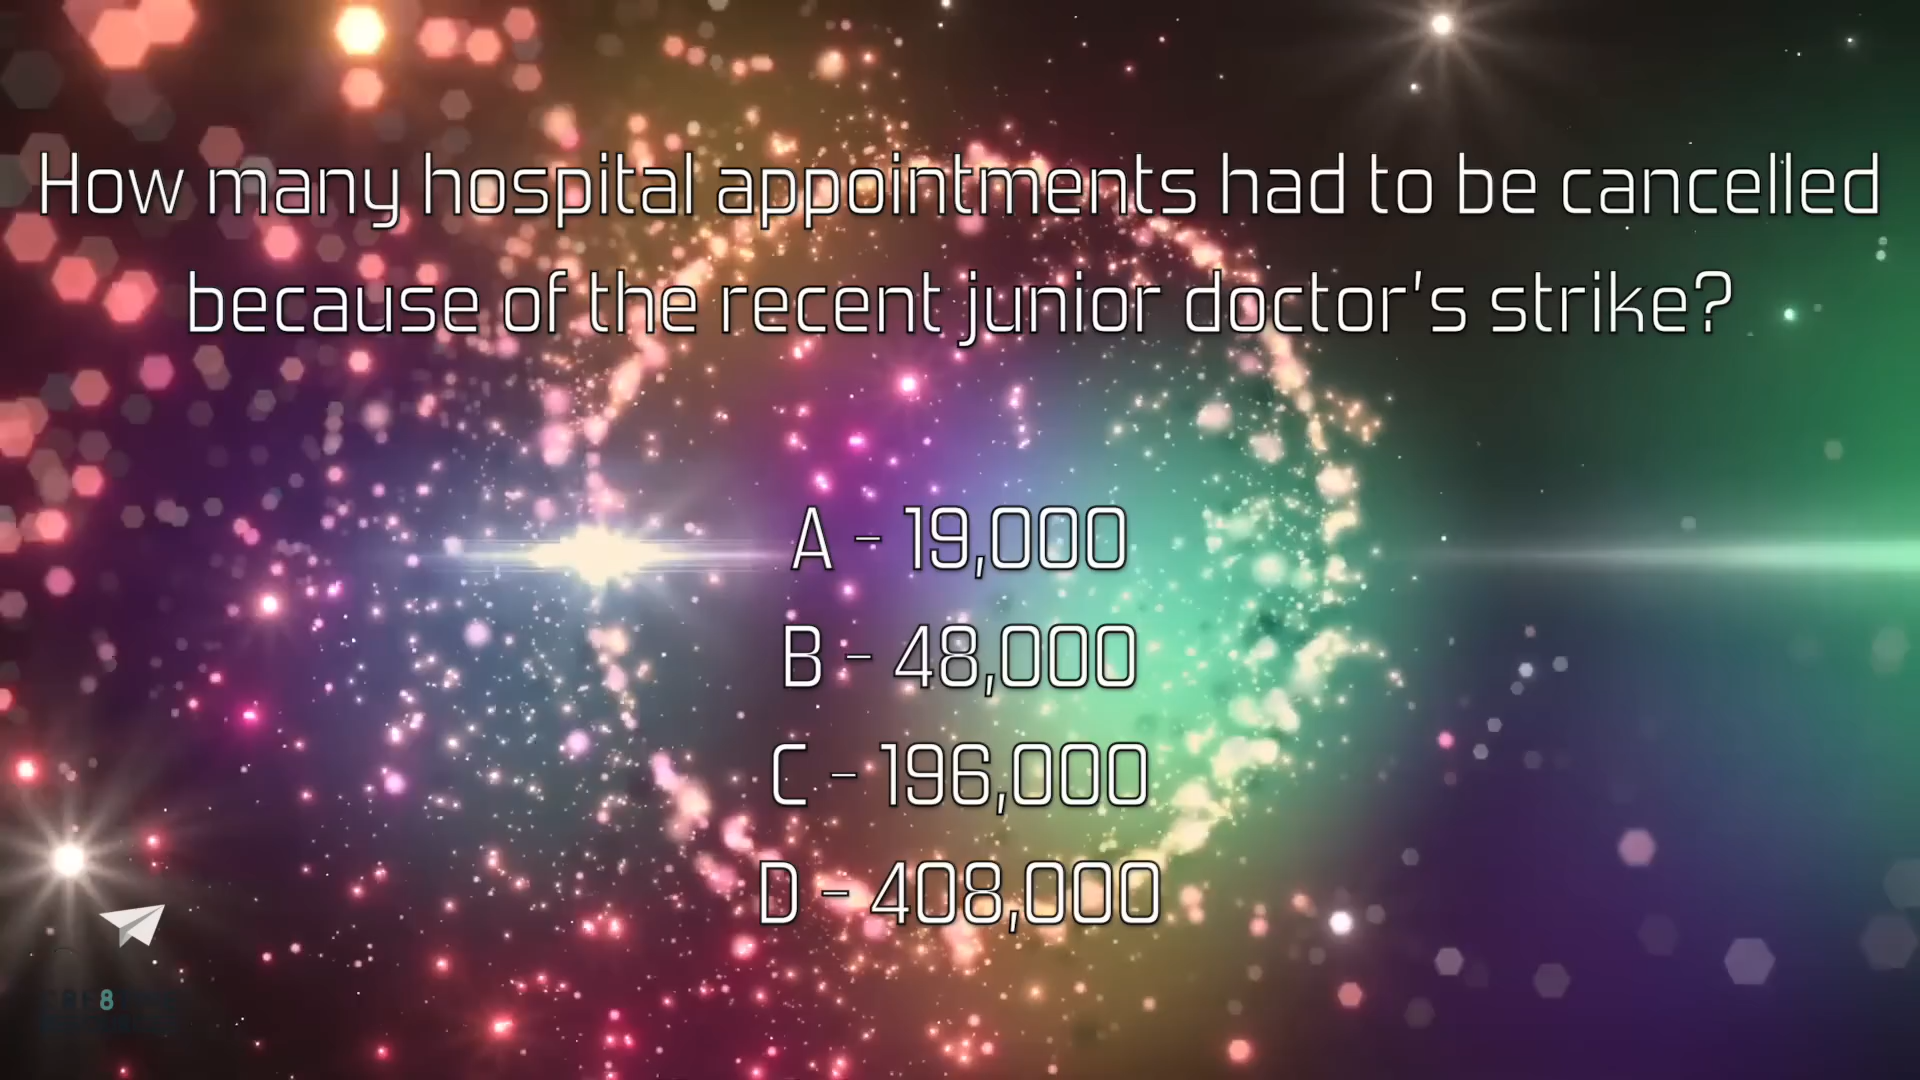 How many hospital appointments had to be cancelled
because of the recent junior doctor's strike?
A - 19,000
B - 48,000
C - 196,000
D - 408,000